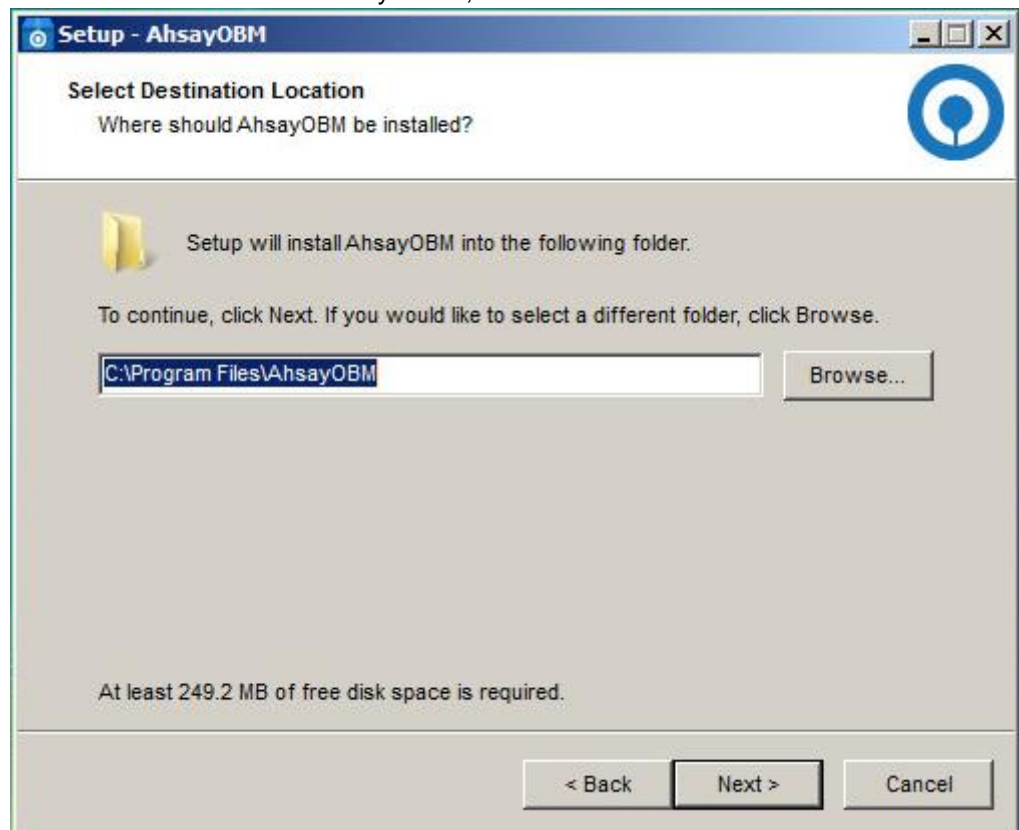 Setup - AhsayOBM
Select Destination Location
Where should AhsayOBM be installed?
Setup will install AhsayOBM into the following folder.
To continue, click Next. If you would like to select a different folder, click Browse.
C:\Program Files\AhsayOBM
Browse...
At least 249.2 MB of free disk space is required.
< Back Next > Cancel